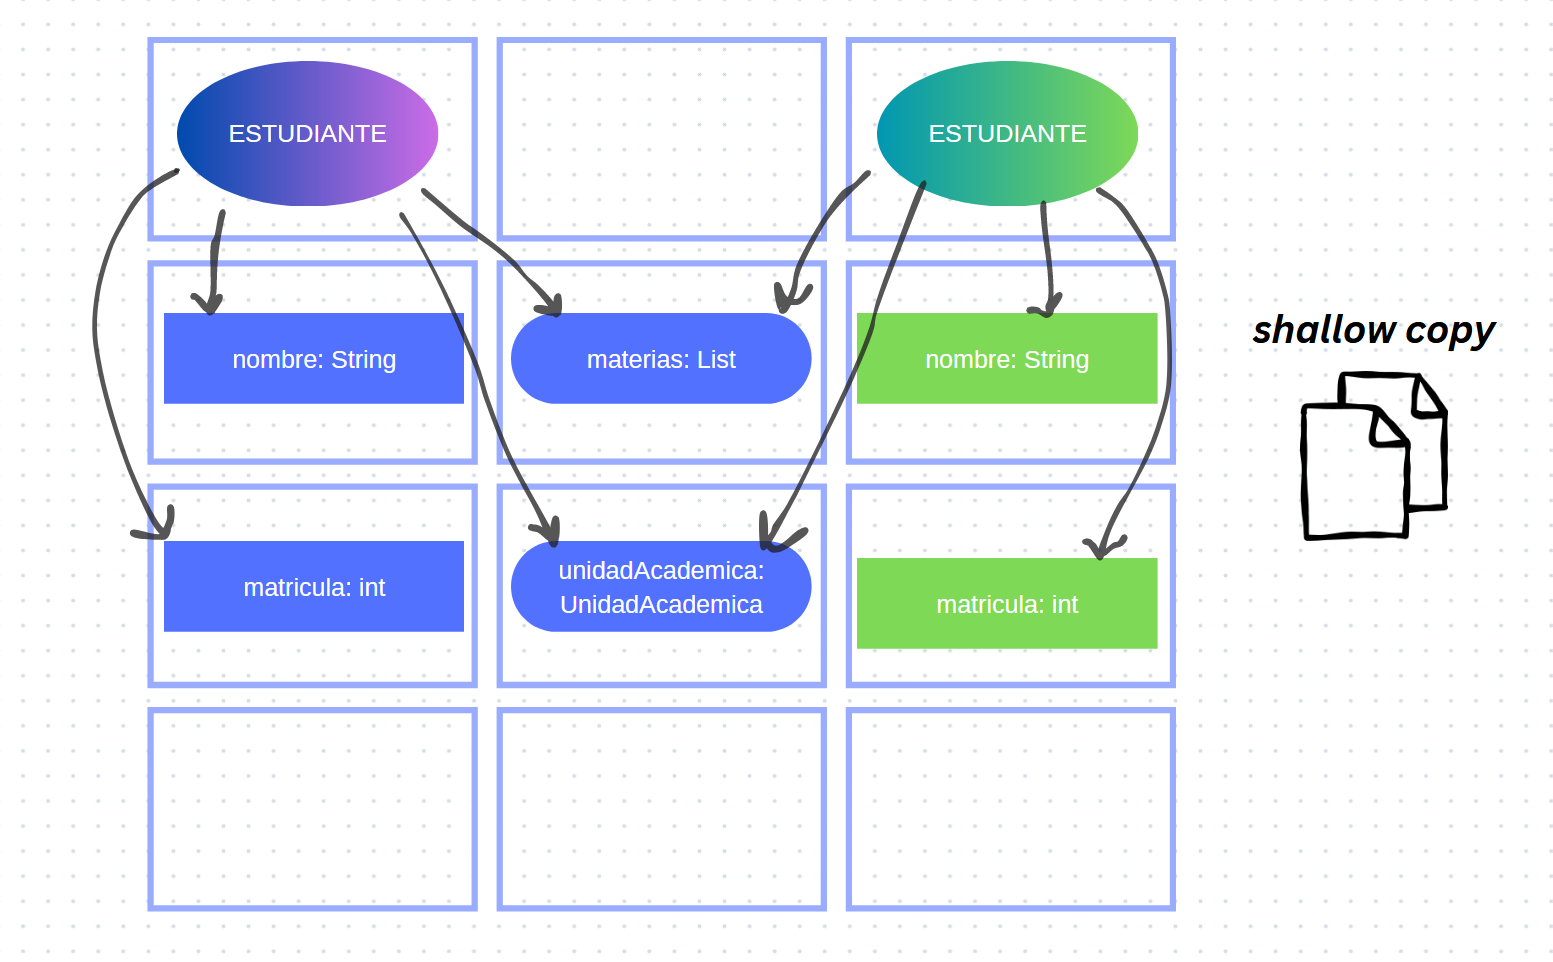 ESTUDIANTE
ESTUDIANTE
nombre: String
materias: List
nombre: String
shallow copy
matricula: int
unidadAcademica:
UnidadAcademica
matricula: int